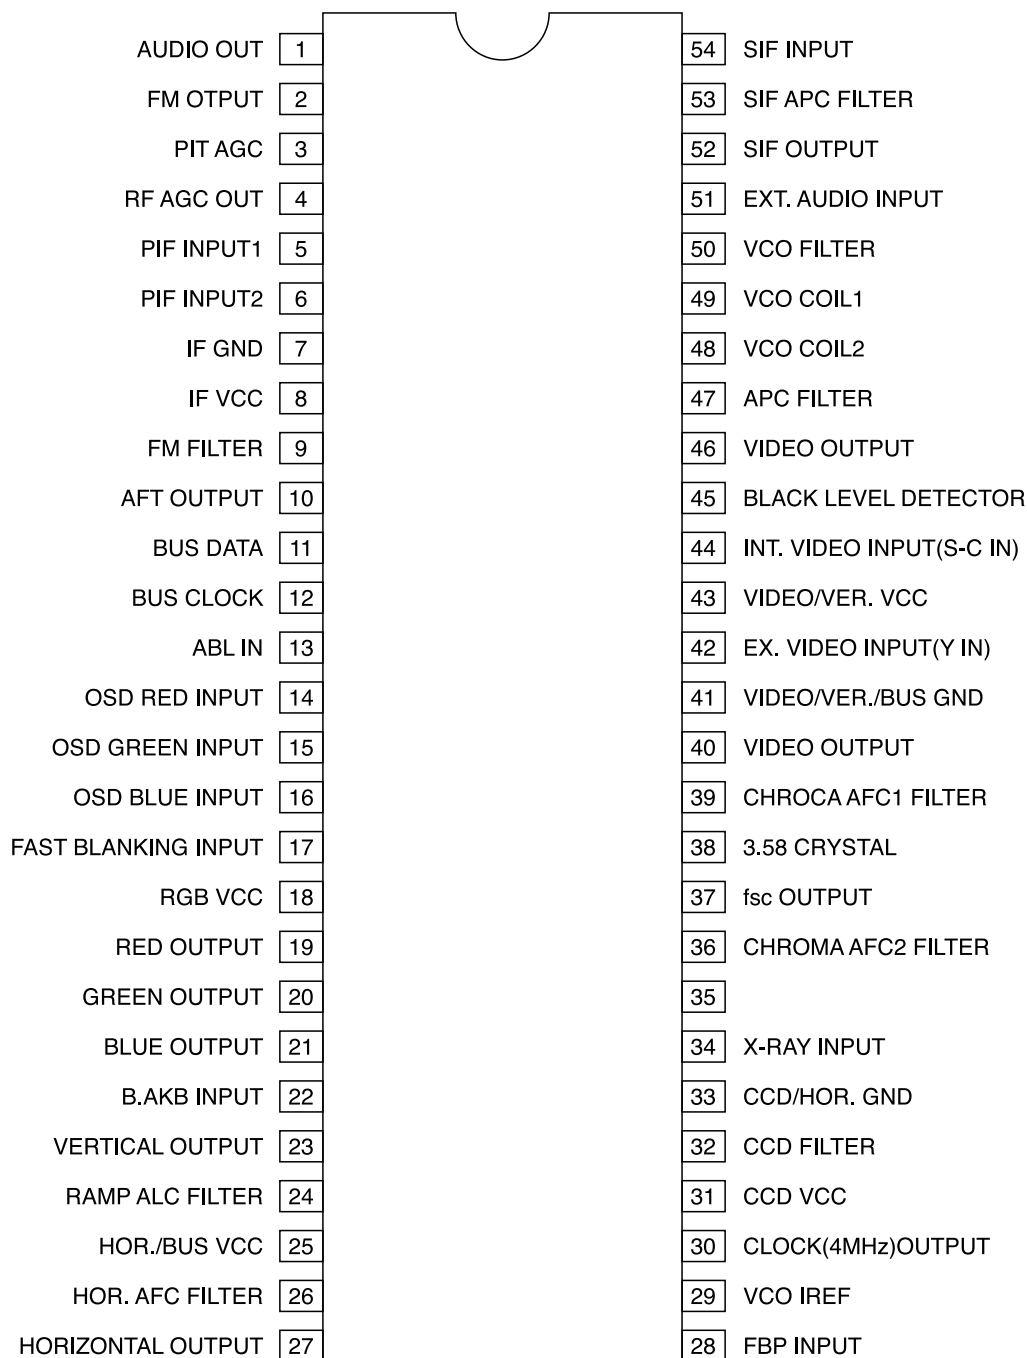 AUDIO OUT 1 54 SIF INPUT
FM OTPUT 2 53 SIF APC FILTER
PIT AGC 3 52 SIF OUTPUT
RF AGC OUT 4 51 EXT. AUDIO INPUT
PIF INPUT1 5 50 VCO FILTER
PIF INPUT2 6 49 VCO COIL1
IF GND 7 48 VCO COIL2
IF VCC 8 47 APC FILTER
FM FILTER 9 46 VIDEO OUTPUT
AFT OUTPUT 10 45 BLACK LEVEL DETECTOR
BUS DATA 11 44 INT. VIDEO INPUT(S-C IN)
BUS CLOCK 12 43 VIDEO/VER. VCC
ABL IN 13 42 EX. VIDEO INPUT(Y IN)
OSD RED INPUT 14 41 VIDEO/VER./BUS GND
OSD GREEN INPUT 15 40 VIDEO OUTPUT
OSD BLUE INPUT 16 39 CHROCA AFC1 FILTER
FAST BLANKING INPUT 17 38 3.58 CRYSTAL
RGB VCC 18 37 fsc OUTPUT
RED OUTPUT 19 36 CHROMA AFC2 FILTER
GREEN OUTPUT 20 35
BLUE OUTPUT 21 34 X-RAY INPUT
B.AKB INPUT 22 33 CCD/HOR. GND
VERTICAL OUTPUT 23 32 CCD FILTER
RAMP ALC FILTER 24 31 CCD VCC
HOR./BUS VCC 25 30 CLOCK(4MHz)OUTPUT
HOR. AFC FILTER 26 29 VCO IREF
HORIZONTAL OUTPUT 27 28 FBP INPUT